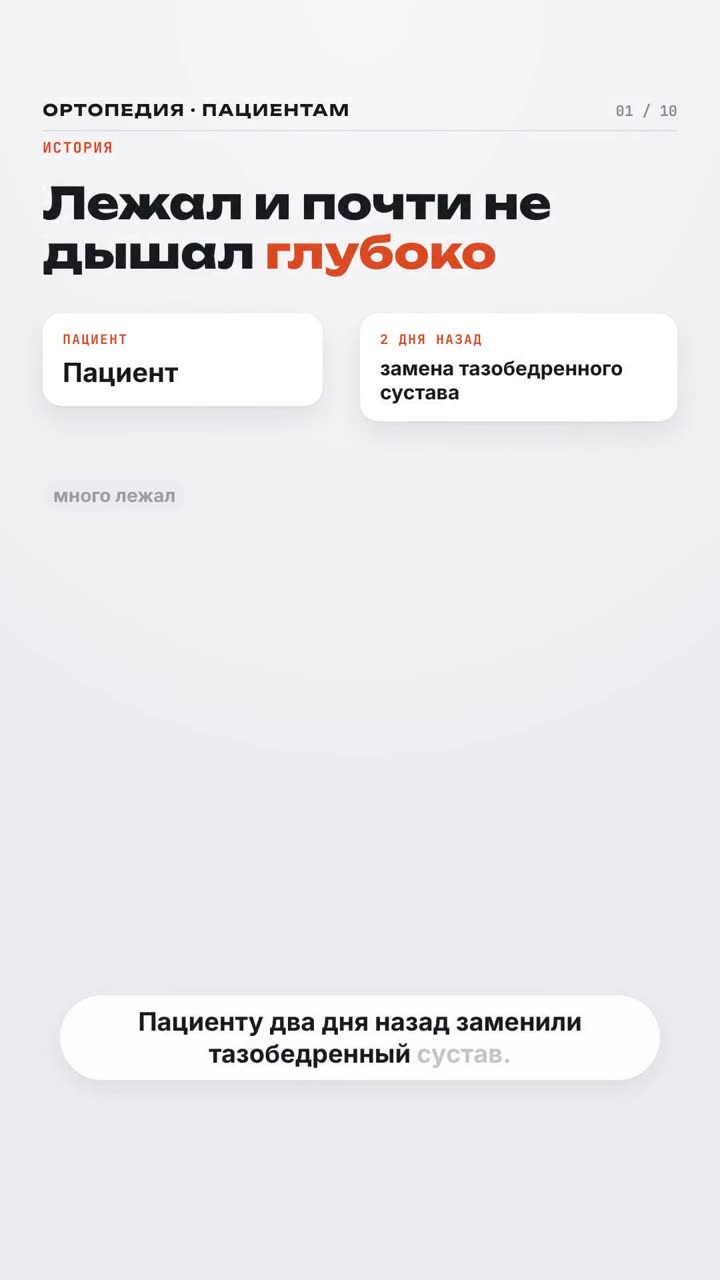 ОРТОПЕДИЯ · ПАЦИЕНТАМ
01 / 10
ИСТОРИЯ
Лежал и почти не
дышал глубоко
ПАЦИЕНТ
Пациент
2 ДНЯ НАЗАД
замена тазобедренного
сустава
много лежал
Пациенту два дня назад заменили
тазобедренный сустав.